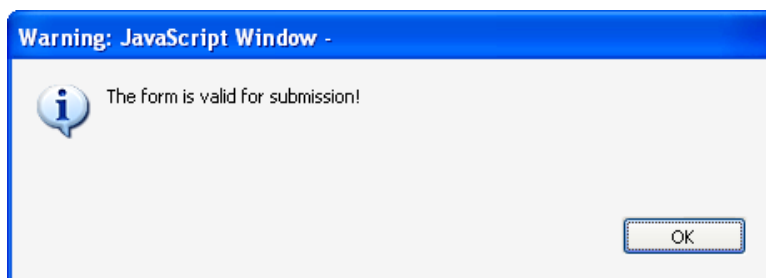 Warning: JavaScript Window -
The form is valid for submission!
OK